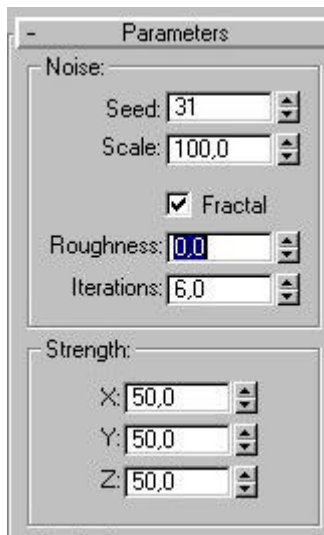 - Parameters
Noise:
Seed: 31
Scale: 100,0
Fractal
Roughness: 0,0
Iterations: 6,0
Strength:
X: 50,0
Y: 50,0
Z: 50,0